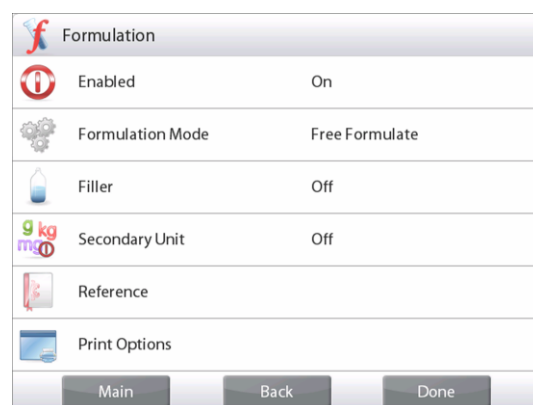 Formulation
Enabled On
Formulation Mode Free Formulate
Filler Off
g kg
mg
Secondary Unit Off
Reference
Print Options
Main Back Done